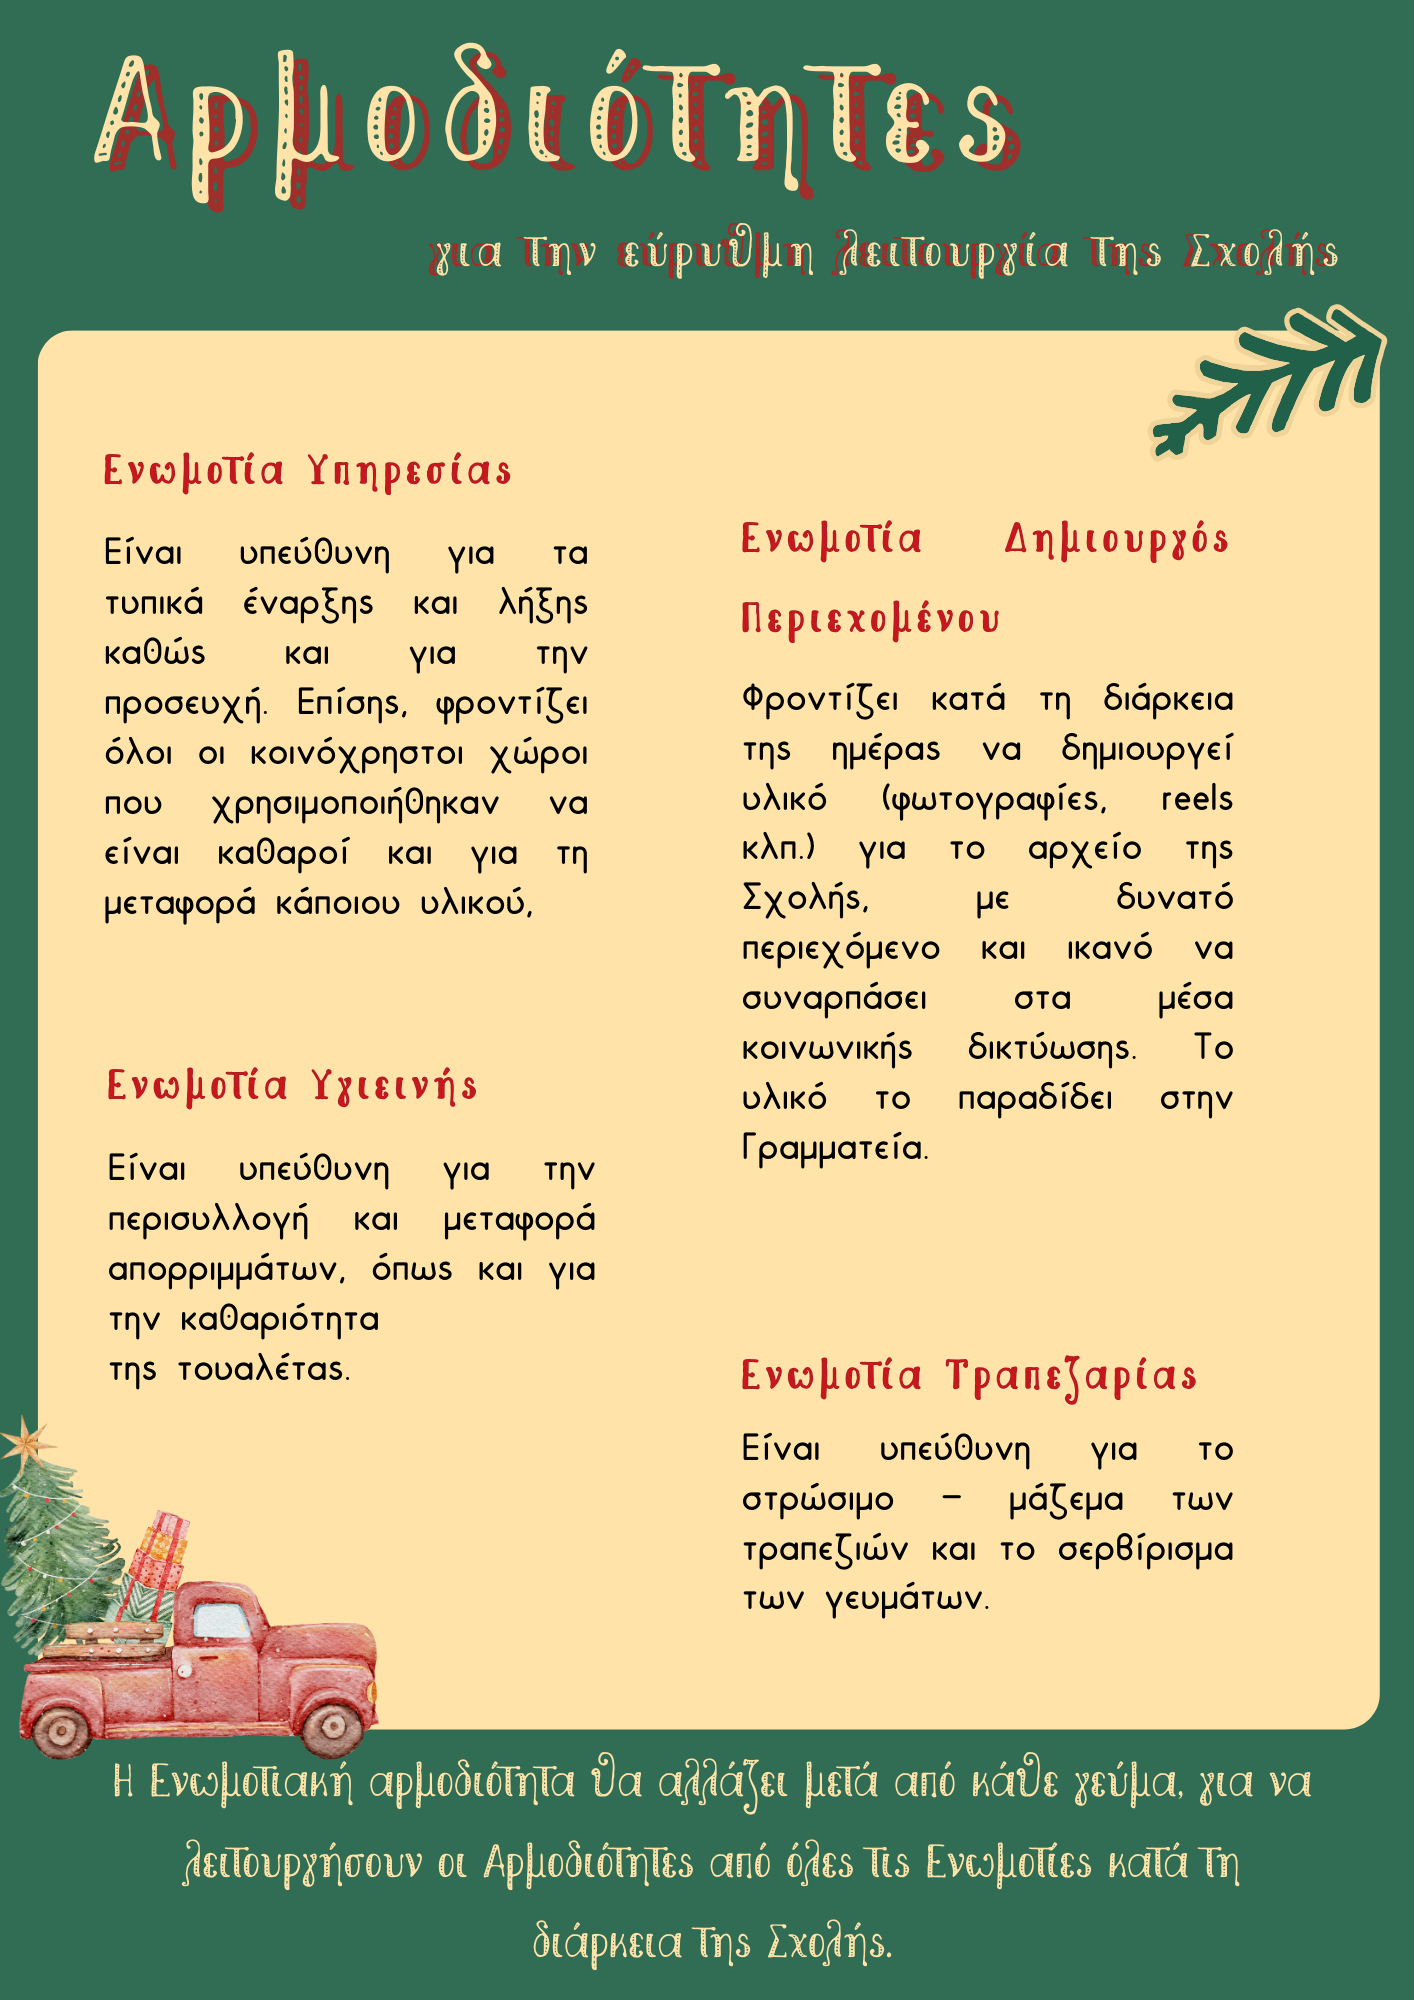 Αρμοδιότητες
για την εύρυθμη λειτουργία της Σχολής
Ενωμοτία Υπηρεσίας
Είναι υπεύθυνη για τα
τυπικά έναρξης και λήξης
καθώς και για την
προσευχή. Επίσης, φροντίζει
όλοι οι κοινόχρηστοι χώροι
που χρησιμοποιήθηκαν να
είναι καθαροί και για τη
μεταφορά κάποιου υλικού,
Ενωμοτία Υγιεινής
Είναι υπεύθυνη για την
περισυλλογή και μεταφορά
απορριμμάτων, όπως και για
την καθαριότητα
της τουαλέτας.
Ενωμοτία Δημιουργός
Περιεχομένου
Φροντίζει κατά τη διάρκεια
της ημέρας να δημιουργεί
υλικό (φωτογραφίες, reels
κλπ.) για το αρχείο της
Σχολής, με δυνατό
περιεχόμενο και ικανό να
συναρπάσει στα μέσα
κοινωνικής δικτύωσης. Το
υλικό το παραδίδει στην
Γραμματεία.
Ενωμοτία Τραπεζαρίας
Είναι υπεύθυνη για το
στρώσιμο – μάζεμα των
τραπεζιών και το σερβίρισμα
των γευμάτων.
Η Ενωμοτιακή αρμοδιότητα θα αλλάζει μετά από κάθε γεύμα, για να
λειτουργήσουν οι Αρμοδιότητες από όλες τις Ενωμοτίες κατά τη
διάρκεια της Σχολής.